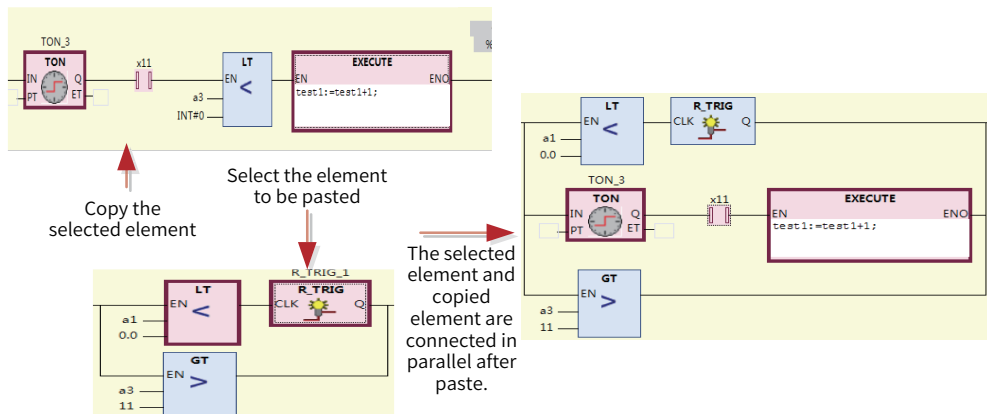 TON_3
TON
IN Q
PT ET
x11
LT
EN
<
a3
INT#0
EXECUTE
EN ENO
test1:=test1+1;
%
Copy the
selected element
Select the element
to be pasted
R_TRIG_1
LT
EN
<
a1
0.0
R_TRIG
CLK Q
GT
EN
>
a3
11
The selected
element and
copied
element are
connected in
parallel after
paste.
LT
EN
<
a1
0.0
R_TRIG
CLK Q
TON_3
TON
IN Q
PT ET
x11
EXECUTE
EN ENO
test1:=test1+1;
GT
EN
>
a3
11